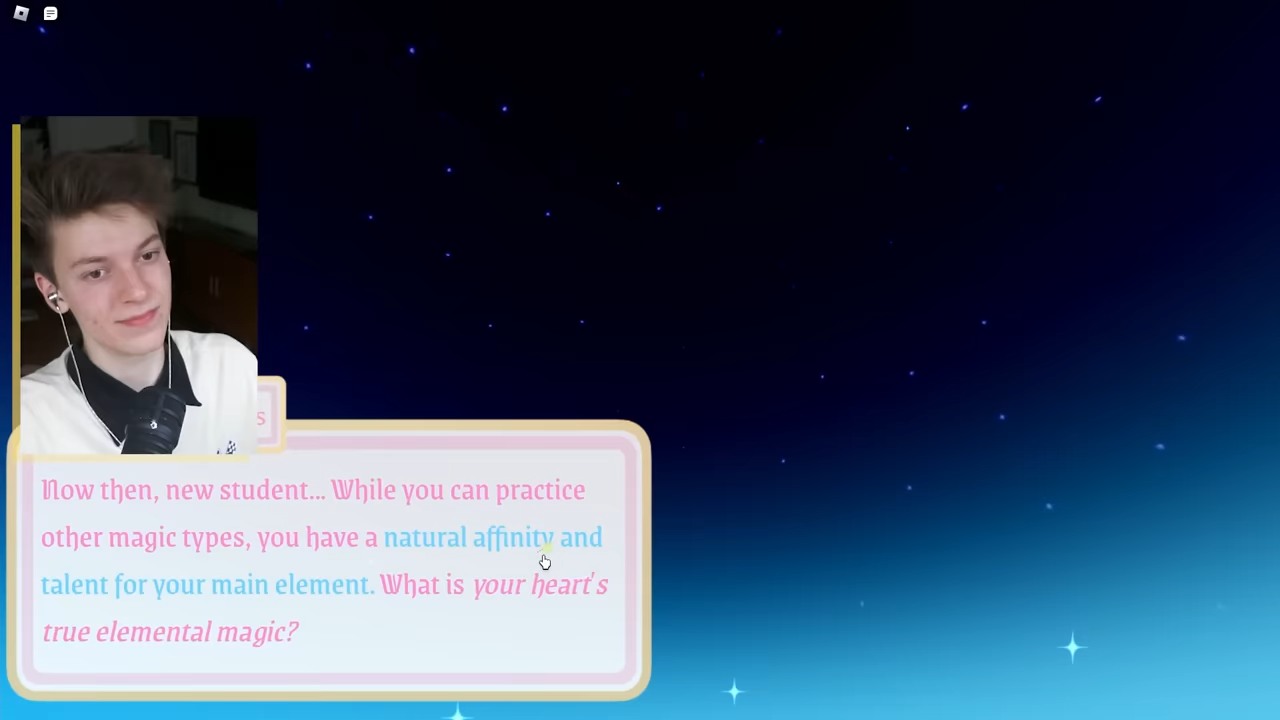 Now then, new student... While you can practice
other magic types, you have a natural affinity and
talent for your main element. What is your heart's
true elemental magic?